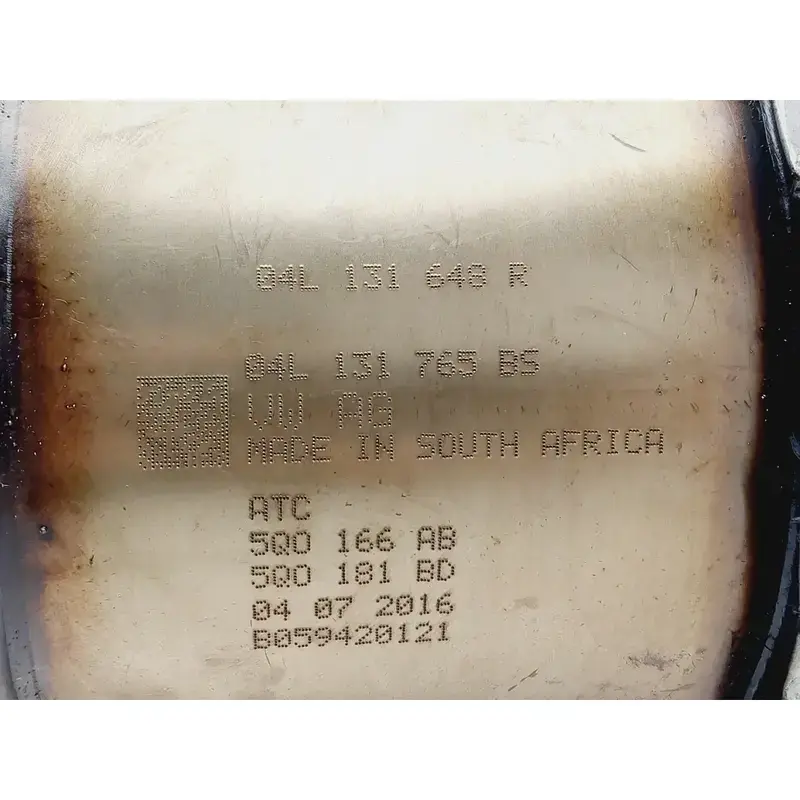 04L 131 648 R
04L 131 765 BS
VW AG
MADE IN SOUTH AFRICA
ATC
5Q0 166 AB
5Q0 181 BD
04 07 2016
B059420121